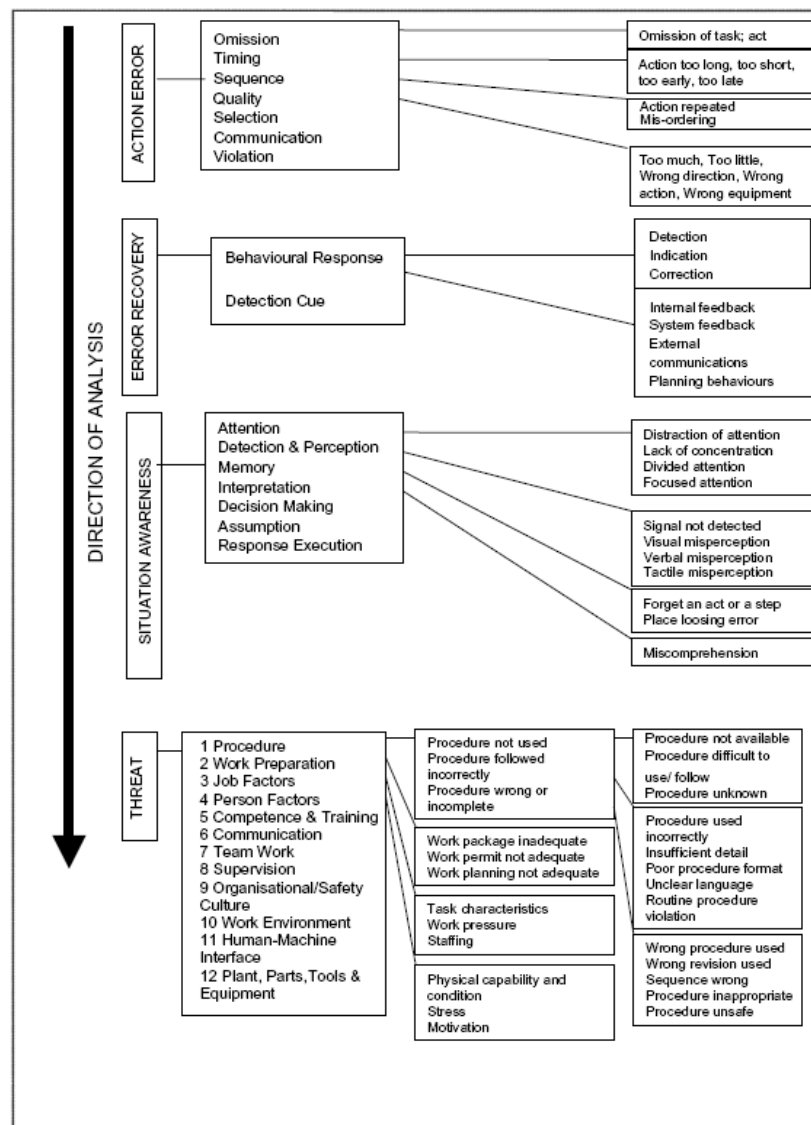 DIRECTION OF ANALYSIS
ACTION ERROR
Omission
Timing
Sequence
Quality
Selection
Communication
Violation
Omission of task; act
Action too long, too short,
too early, too late
Action repeated
Mis-ordering
Too much, Too little,
Wrong direction, Wrong
action, Wrong equipment
ERROR RECOVERY
Behavioural Response
Detection Cue
Detection
Indication
Correction
Internal feedback
System feedback
External
communications
Planning behaviours
SITUATION AWARENESS
Attention
Detection & Perception
Memory
Interpretation
Decision Making
Assumption
Response Execution
Distraction of attention
Lack of concentration
Divided attention
Focused attention
Signal not detected
Visual misperception
Verbal misperception
Tactile misperception
Forget an act or a step
Place loosing error
Miscomprehension
THREAT
1 Procedure
2 Work Preparation
3 Job Factors
4 Person Factors
5 Competence & Training
6 Communication
7 Team Work
8 Supervision
9 Organisational/Safety
Culture
10 Work Environment
11 Human-Machine
Interface
12 Plant, Parts,Tools &
Equipment
Procedure not used
Procedure followed
incorrectly
Procedure wrong or
incomplete
Work package inadequate
Work permit not adequate
Work planning not adequate
Task characteristics
Work pressure
Staffing
Physical capability and
condition
Stress
Motivation
Procedure not available
Procedure difficult to
use/ follow
Procedure unknown
Procedure used
incorrectly
Insufficient detail
Poor procedure format
Unclear language
Routine procedure
violation
Wrong procedure used
Wrong revision used
Sequence wrong
Procedure inappropriate
Procedure unsafe